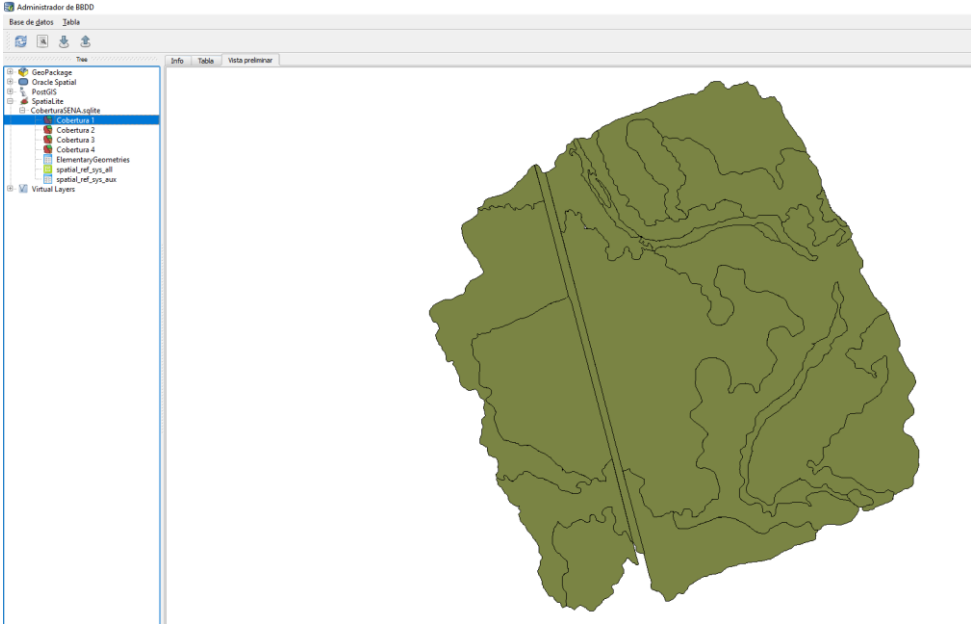 Administrador de BBDD
Base de datos Tabla
Tree
Info Tabla Vista preliminar
GeoPackage
Oracle Spatial
PostGIS
SpatiaLite
CoberturaSENA.sqlite
Cobertura 1
Cobertura 2
Cobertura 3
Cobertura 4
ElementaryGeometries
spatial_ref_sys_all
spatial_ref_sys_aux
Virtual Layers